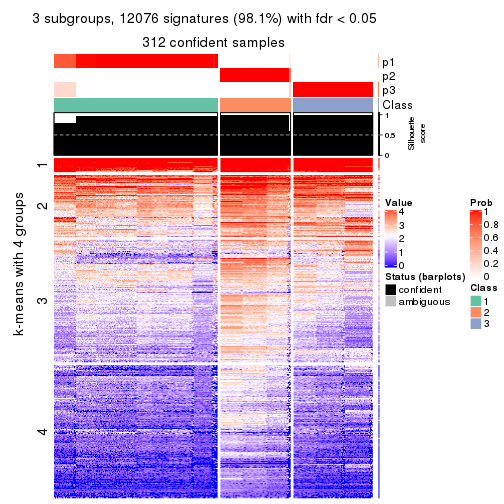 3 subgroups, 12076 signatures (98.1%) with fdr < 0.05
312 confident samples
p1
p2
p3
Class
1
0.5
0
Silhouette
score
k-means with 4 groups
1
2
3
4
Value
4
3
2
1
0
Status (barplots)
confident
ambiguous
Prob
1
0.8
0.6
0.4
0.2
0
Class
1
2
3